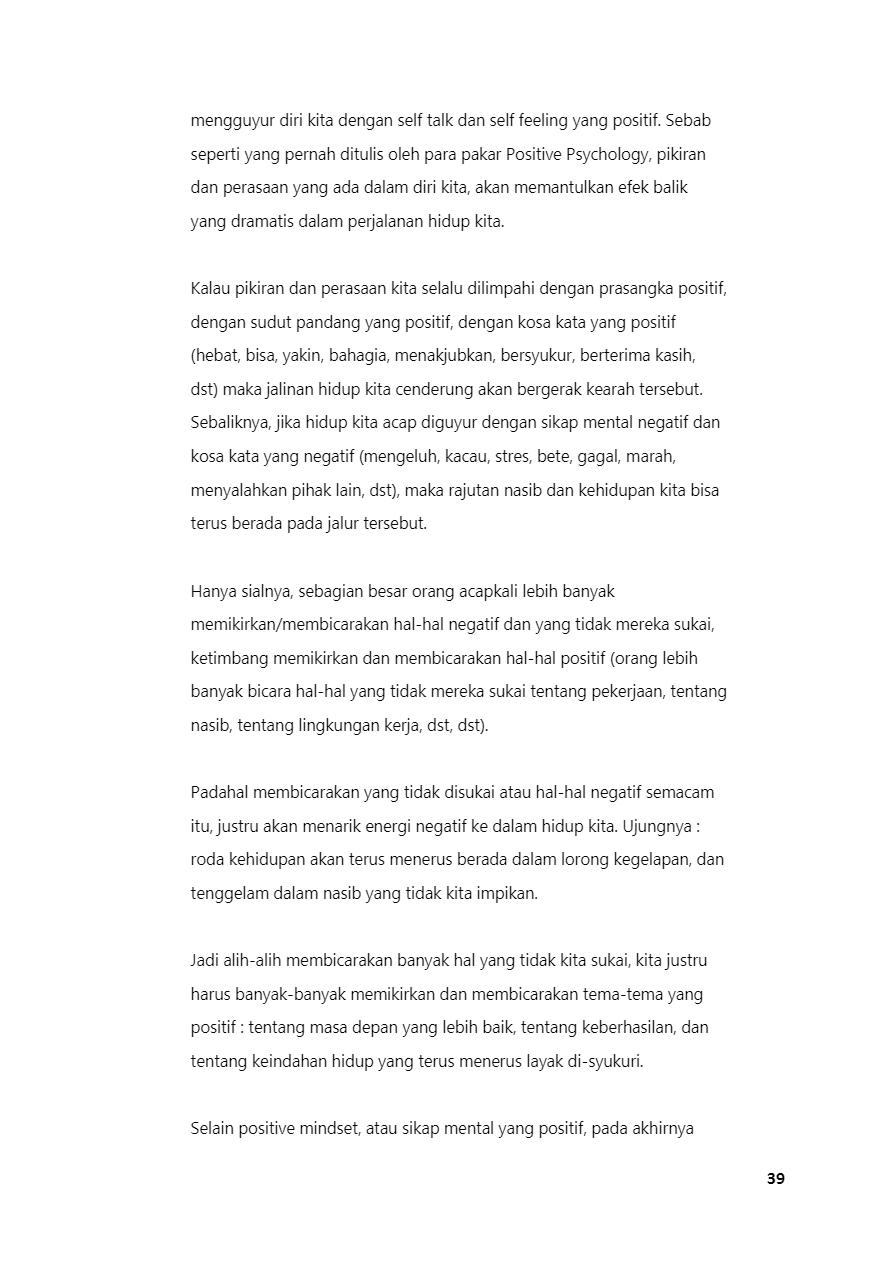 mengguyur diri kita dengan self talk dan self feeling yang positif. Sebab
seperti yang pernah ditulis oleh para pakar Positive Psychology, pikiran
dan perasaan yang ada dalam diri kita, akan memantulkan efek balik
yang dramatis dalam perjalanan hidup kita.
Kalau pikiran dan perasaan kita selalu dilimpahi dengan prasangka positif,
dengan sudut pandang yang positif, dengan kosa kata yang positif
(hebat, bisa, yakin, bahagia, menakjubkan, bersyukur, berterima kasih,
dst) maka jalinan hidup kita cenderung akan bergerak kearah tersebut.
Sebaliknya, jika hidup kita acap diguyur dengan sikap mental negatif dan
kosa kata yang negatif (mengeluh, kacau, stres, bete, gagal, marah,
menyalahkan pihak lain, dst), maka rajutan nasib dan kehidupan kita bisa
terus berada pada jalur tersebut.
Hanya sialnya, sebagian besar orang acapkali lebih banyak
memikirkan/membicarakan hal-hal negatif dan yang tidak mereka sukai,
ketimbang memikirkan dan membicarakan hal-hal positif (orang lebih
banyak bicara hal-hal yang tidak mereka sukai tentang pekerjaan, tentang
nasib, tentang lingkungan kerja, dst, dst).
Padahal membicarakan yang tidak disukai atau hal-hal negatif semacam
itu, justru akan menarik energi negatif ke dalam hidup kita. Ujungnya :
roda kehidupan akan terus menerus berada dalam lorong kegelapan, dan
tenggelam dalam nasib yang tidak kita impikan.
Jadi alih-alih membicarakan banyak hal yang tidak kita sukai, kita justru
harus banyak-banyak memikirkan dan membicarakan tema-tema yang
positif : tentang masa depan yang lebih baik, tentang keberhasilan, dan
tentang keindahan hidup yang terus menerus layak di-syukuri.
Selain positive mindset, atau sikap mental yang positif, pada akhirnya
39